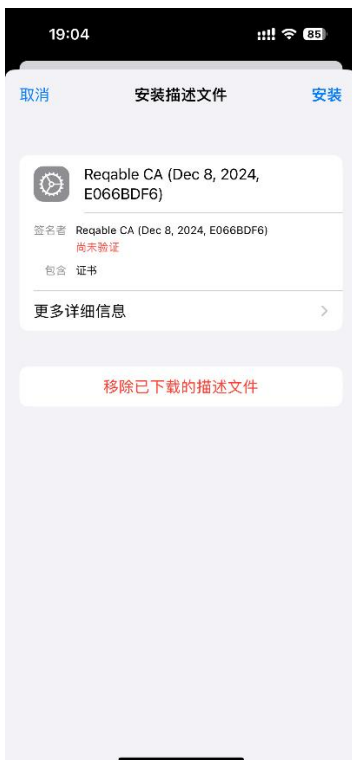 19:04
85
取消
安装描述文件
安装
Reqable CA (Dec 8, 2024,
E066BDF6)
签名者 Reqable CA (Dec 8, 2024, E066BDF6)
尚未验证
包含 证书
更多详细信息
移除已下载的描述文件